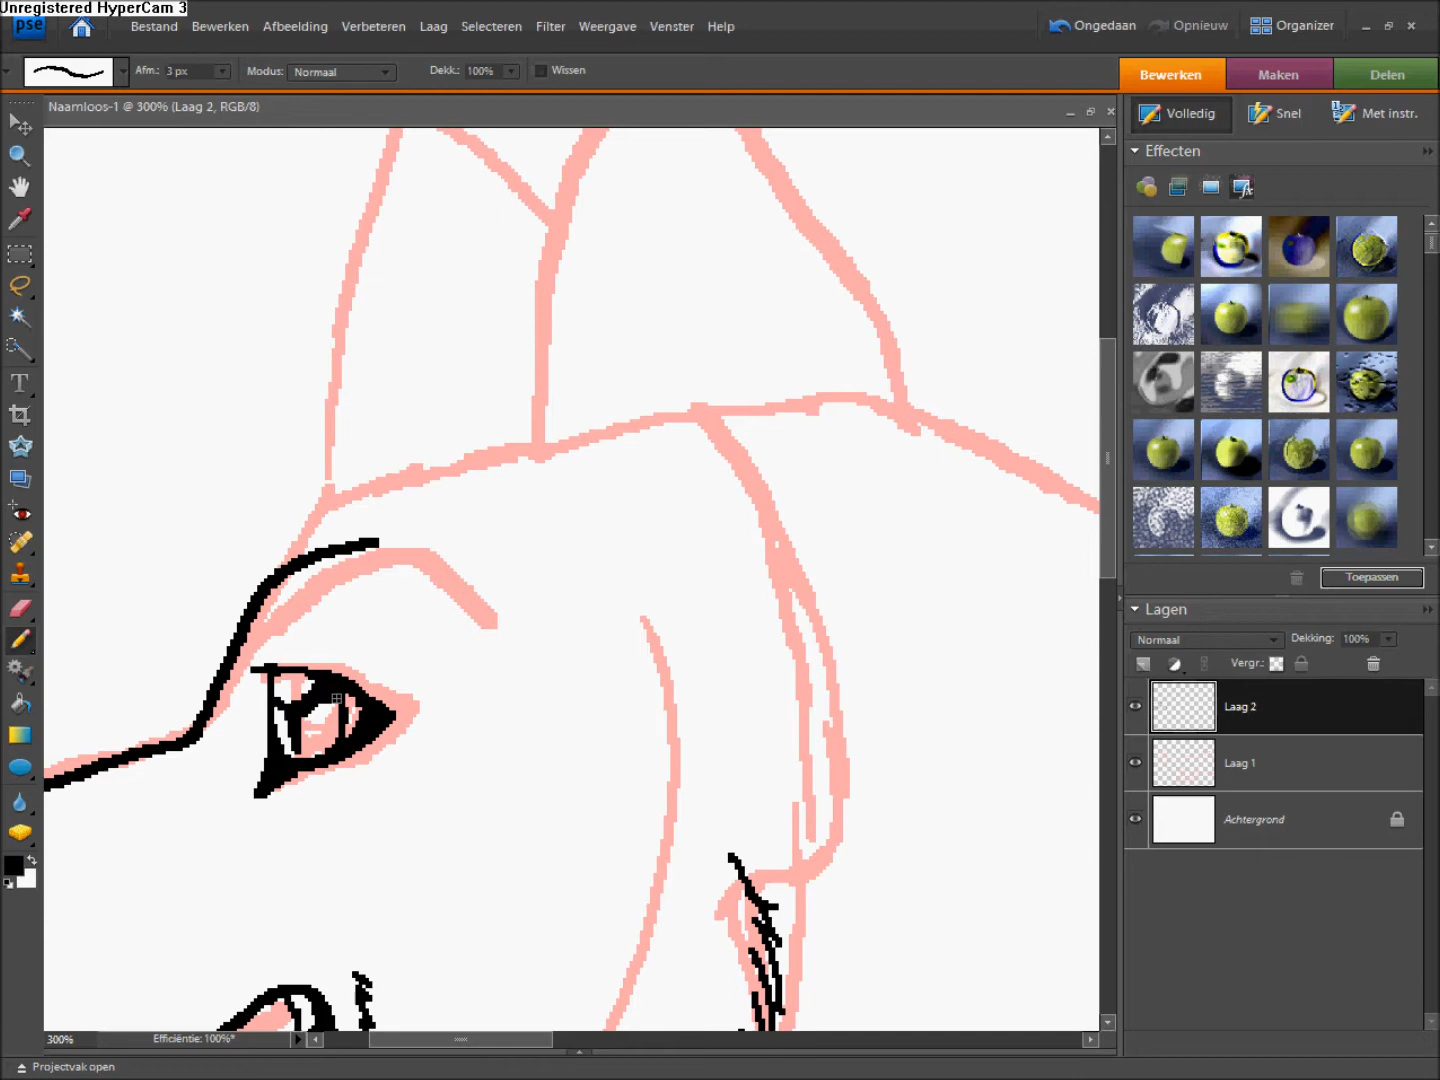 Unregistered HyperCam 3
pse
Bestand Bewerken Afbeelding Verbeteren Laag Selecteren Filter Weergave Venster Help
Ongedaan Opnieuw Organizer
Afm.: 3 px Modus: Normaal Dekk.: 100% Wissen
Bewerken Maken Delen
Naamloos-1 @ 300% (Laag 2, RGB/8)
Volledig Snel Met instr.
Effecten
Toepassen
Lagen
Normaal Dekking: 100%
Vergr.:
Laag 2
Laag 1
Achtergrond
300% Efficiëntie: 100%*
Projectvak open